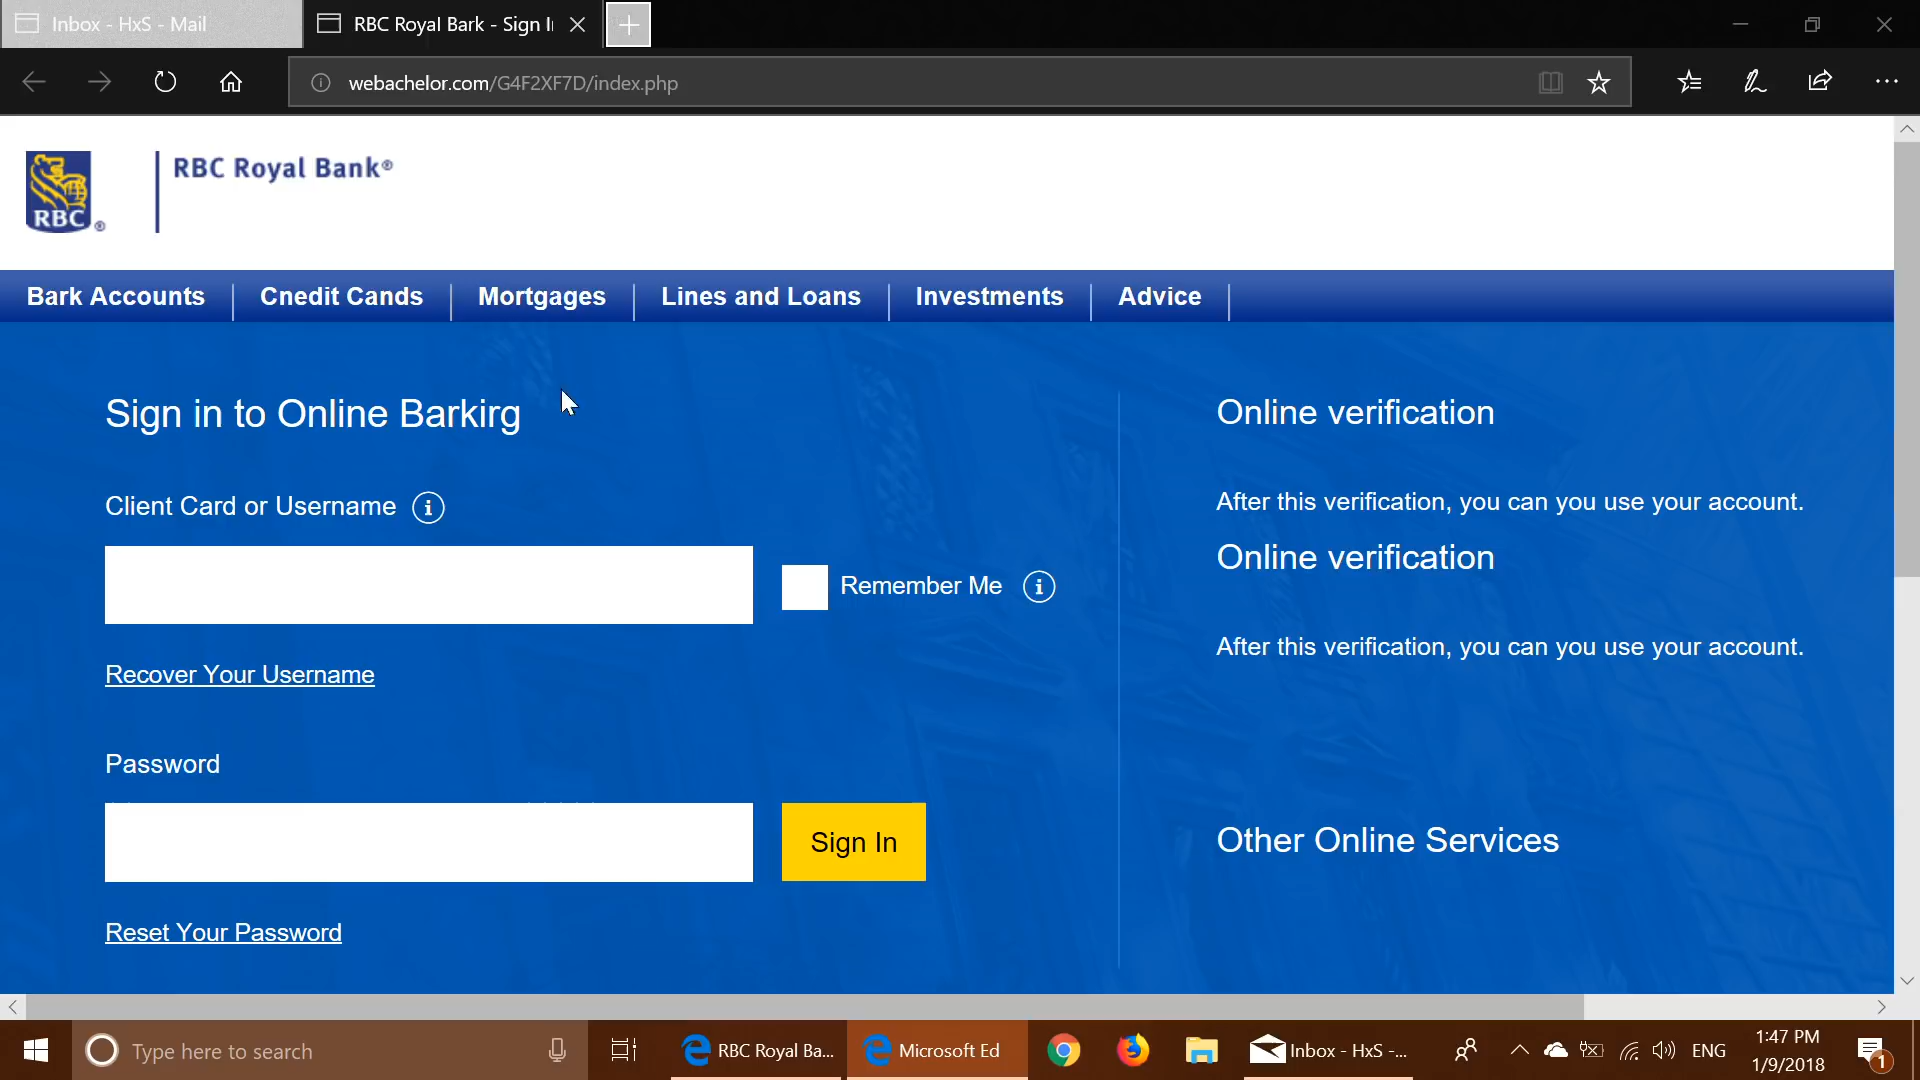 Inbox - HxS - Mail
RBC Royal Bark - Sign In
webachelor.com/G4F2XF7D/index.php
RBC ®
RBC Royal Bank®
Bark Accounts
Cnedit Cands
Mortgages
Lines and Loans
Investments
Advice
Sign in to Online Barkirg
Client Card or Username
Remember Me
Recover Your Username
Password
Sign In
Reset Your Password
Online verification
After this verification, you can you use your account.
Online verification
After this verification, you can you use your account.
Other Online Services
Type here to search
RBC Royal Ba...
Microsoft Ed
Inbox - HxS -...
ENG
1:47 PM
1/9/2018
1